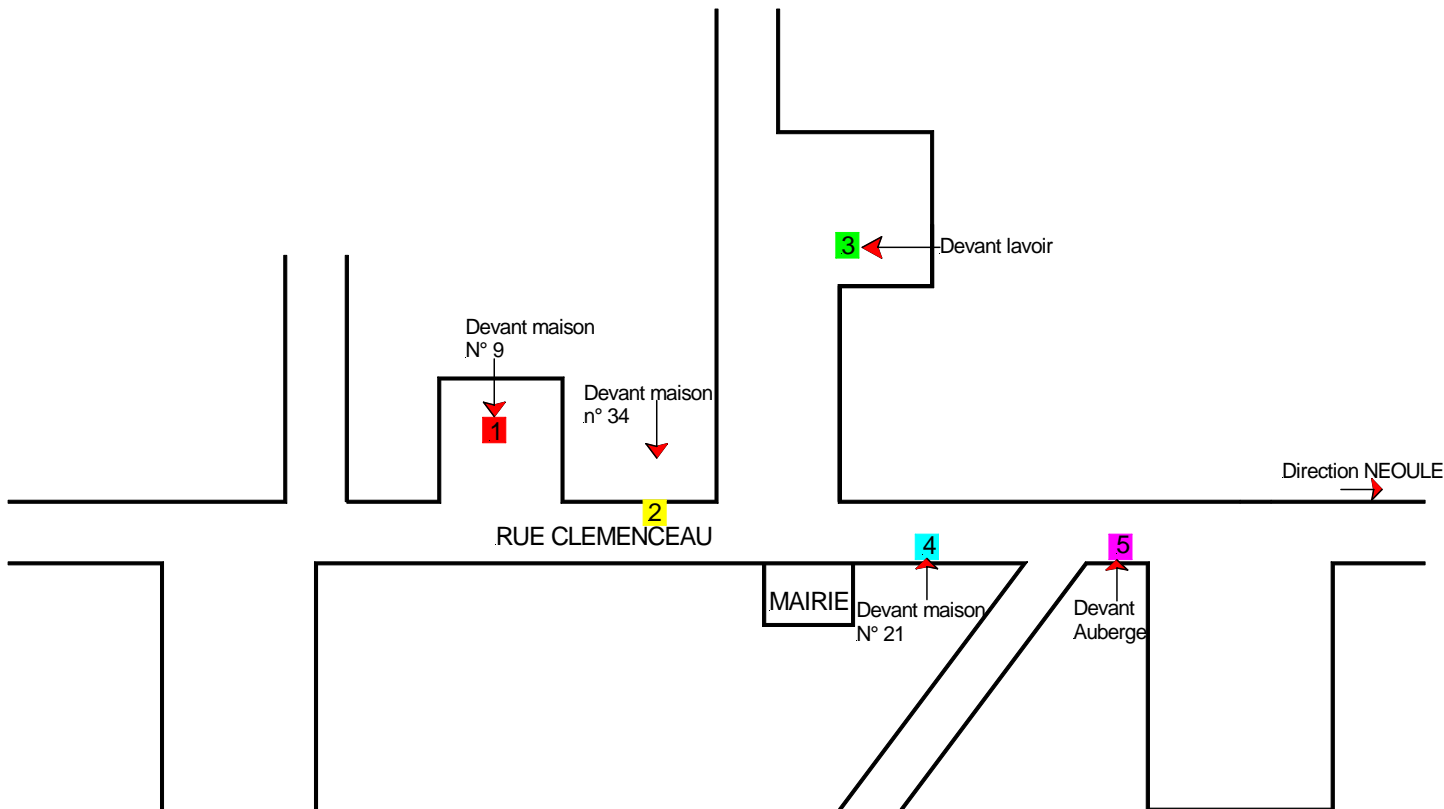 3
Devant lavoir
Devant maison
N° 9
1
Devant maison
n° 34
2
RUE CLEMENCEAU
Direction NEOULE
4
5
MAIRIE
Devant maison
N° 21
Devant
Auberge